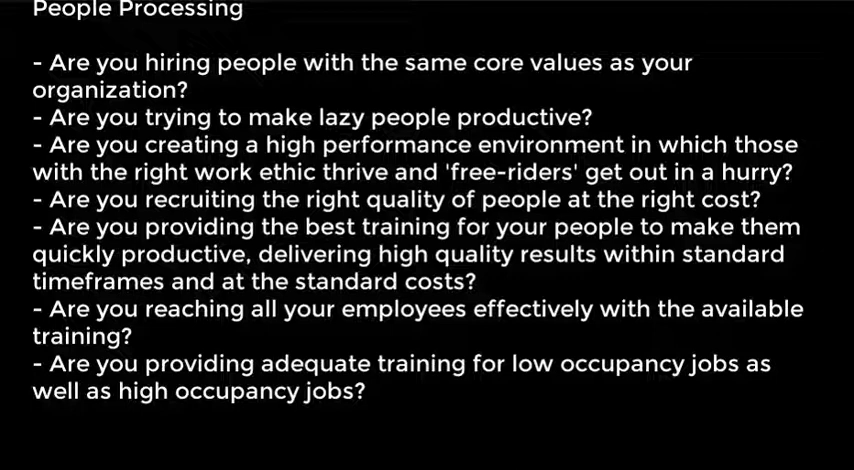 People Processing
- Are you hiring people with the same core values as your
organization?
- Are you trying to make lazy people productive?
- Are you creating a high performance environment in which those
with the right work ethic thrive and 'free-riders' get out in a hurry?
- Are you recruiting the right quality of people at the right cost?
- Are you providing the best training for your people to make them
quickly productive, delivering high quality results within standard
timeframes and at the standard costs?
- Are you reaching all your employees effectively with the available
training?
- Are you providing adequate training for low occupancy jobs as
well as high occupancy jobs?